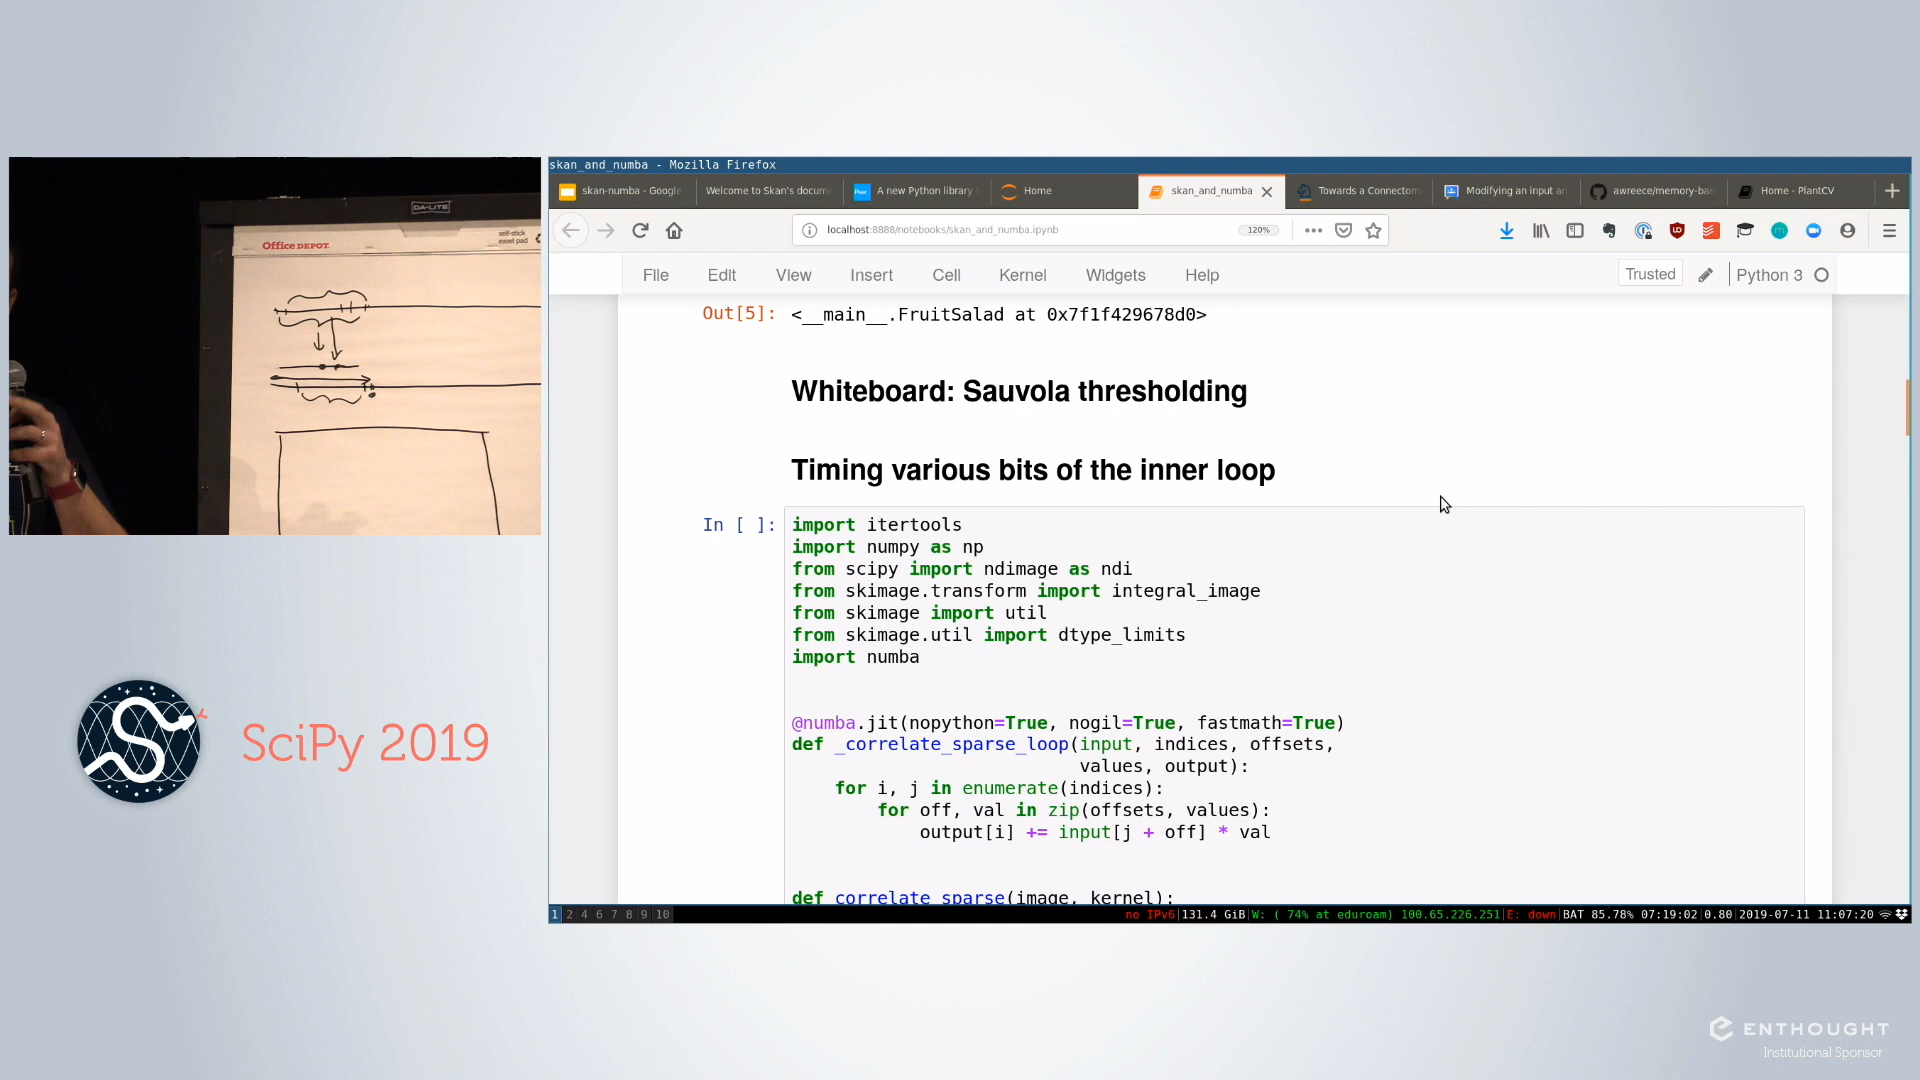 DA-LITE
Office DEPOT.
self-stick
easel pad
SciPy 2019
skan_and_numba - Mozilla Firefox
skan-numba - Google
Welcome to Skan's docum
A new Python library
Home
skan_and_numba
Towards a Connectom
Modifying an input ar
awreece/memory-ban
Home - PlantCV
localhost:8888/notebooks/skan_and_numba.ipynb
120%
File Edit View Insert Cell Kernel Widgets Help
Trusted
Python 3
Out[5]: <__main__.FruitSalad at 0x7f1f429678d0>
Whiteboard: Sauvola thresholding
Timing various bits of the inner loop
In [ ]: import itertools
import numpy as np
from scipy import ndimage as ndi
from skimage.transform import integral_image
from skimage import util
from skimage.util import dtype_limits
import numba
@numba.jit(nopython=True, nogil=True, fastmath=True)
def _correlate_sparse_loop(input, indices, offsets,
values, output):
for i, j in enumerate(indices):
for off, val in zip(offsets, values):
output[i] += input[j + off] * val
def correlate_sparse(image, kernel):
1 2 4 6 7 8 9 10
no IPv6|131.4 GiB|W: ( 74% at eduroam) 100.65.226.251|E: down|BAT 85.78% 07:19:02|0.80|2019-07-11 11:07:20
ENTHOUGHT
Institutional Sponsor